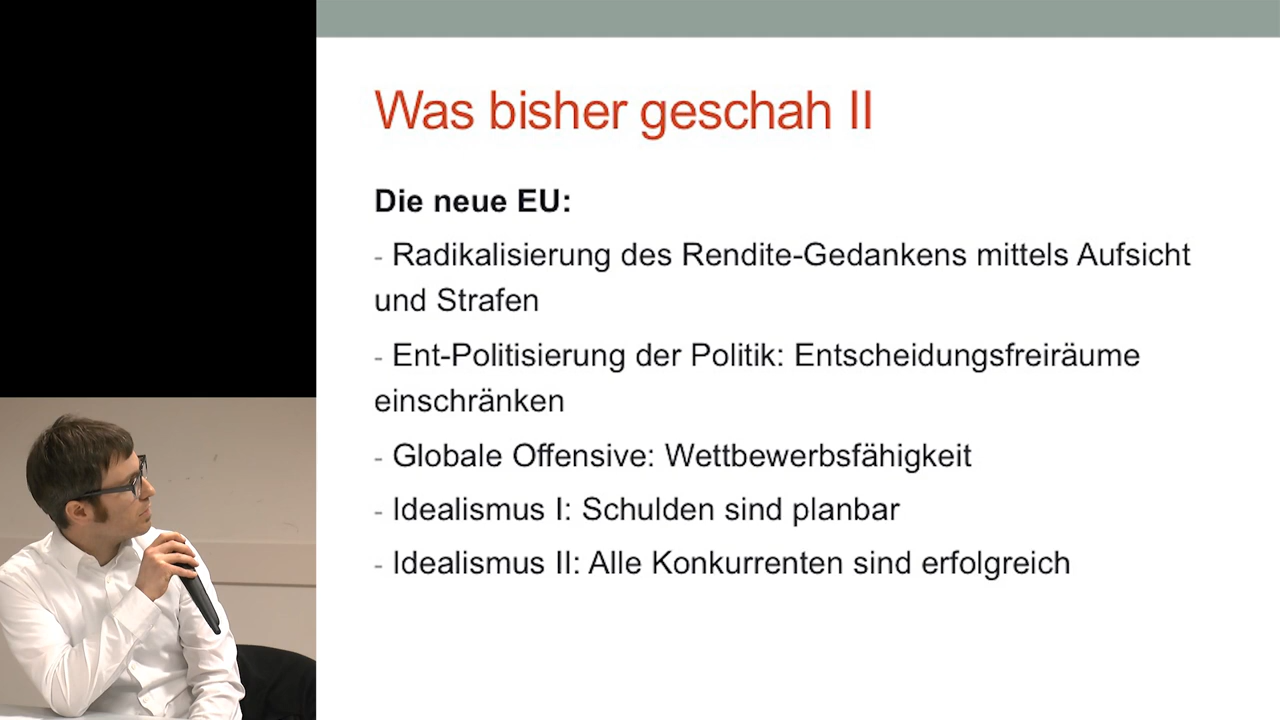 Was bisher geschah II
Die neue EU:
- Radikalisierung des Rendite-Gedankens mittels Aufsicht
und Strafen
- Ent-Politisierung der Politik: Entscheidungsfreiräume
einschränken
- Globale Offensive: Wettbewerbsfähigkeit
- Idealismus I: Schulden sind planbar
- Idealismus II: Alle Konkurrenten sind erfolgreich